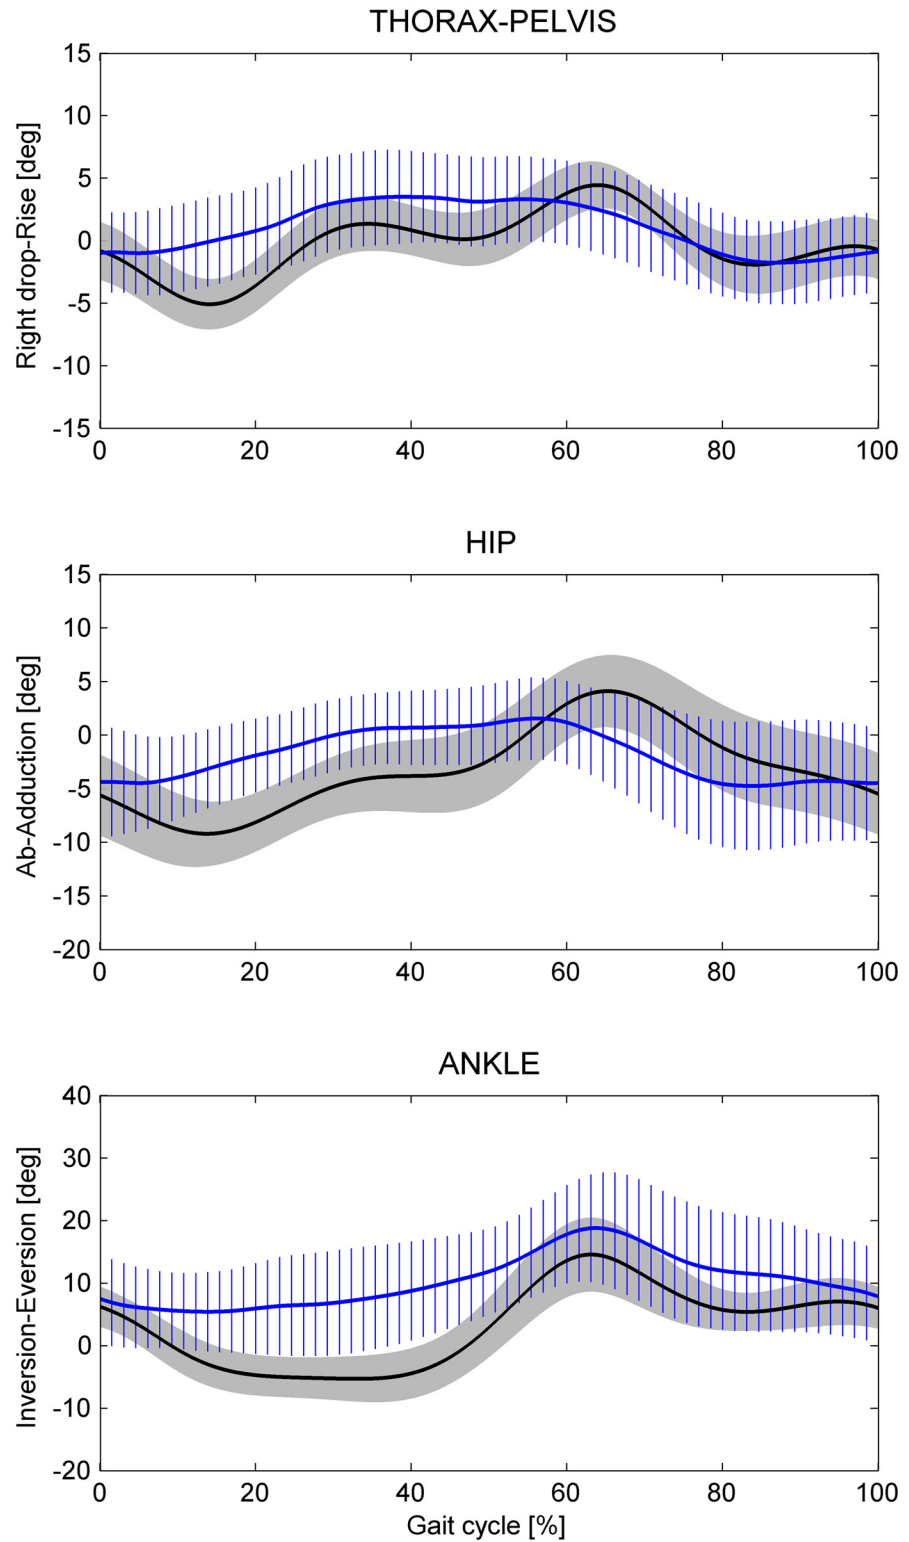 THORAX-PELVIS
Right drop-Rise [deg]
15
10
5
0
-5
-10
-15
0 20 40 60 80 100
HIP
Ab-Adduction [deg]
15
10
5
0
-5
-10
-15
-20
0 20 40 60 80 100
ANKLE
Inversion-Eversion [deg]
40
30
20
10
0
-10
-20
0 20 40 60 80 100
Gait cycle [%]